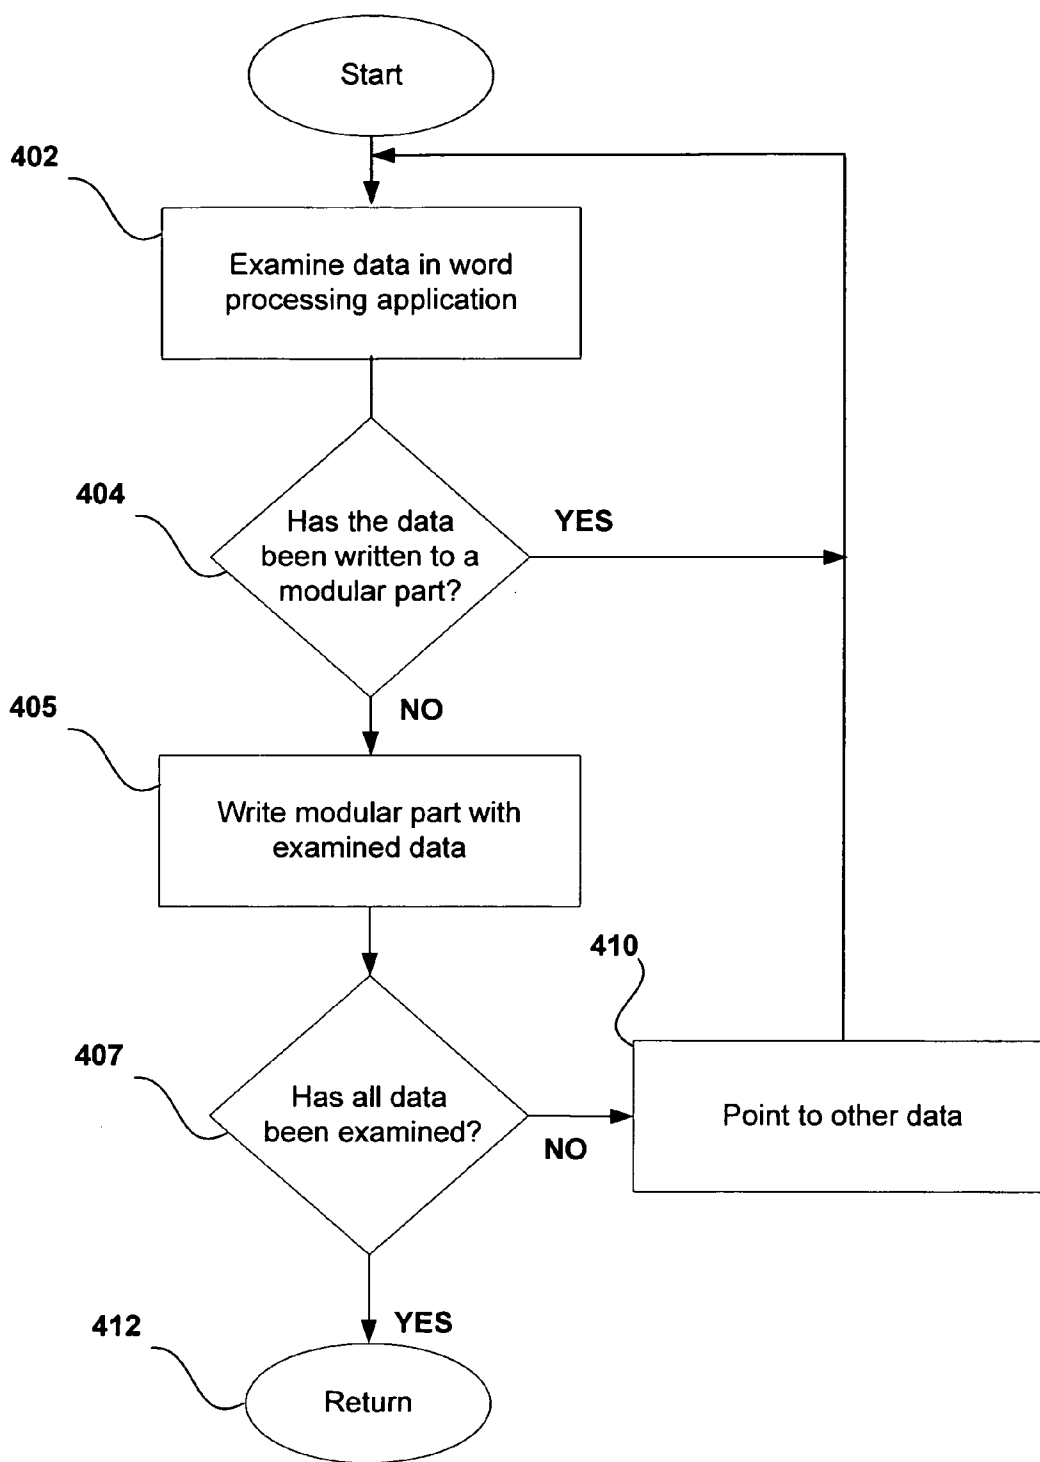 Start
402
Examine data in word
processing application
404
Has the data
been written to a
modular part?
YES
NO
405
Write modular part with
examined data
410
407
Has all data
been examined?
NO
Point to other data
YES
412
Return